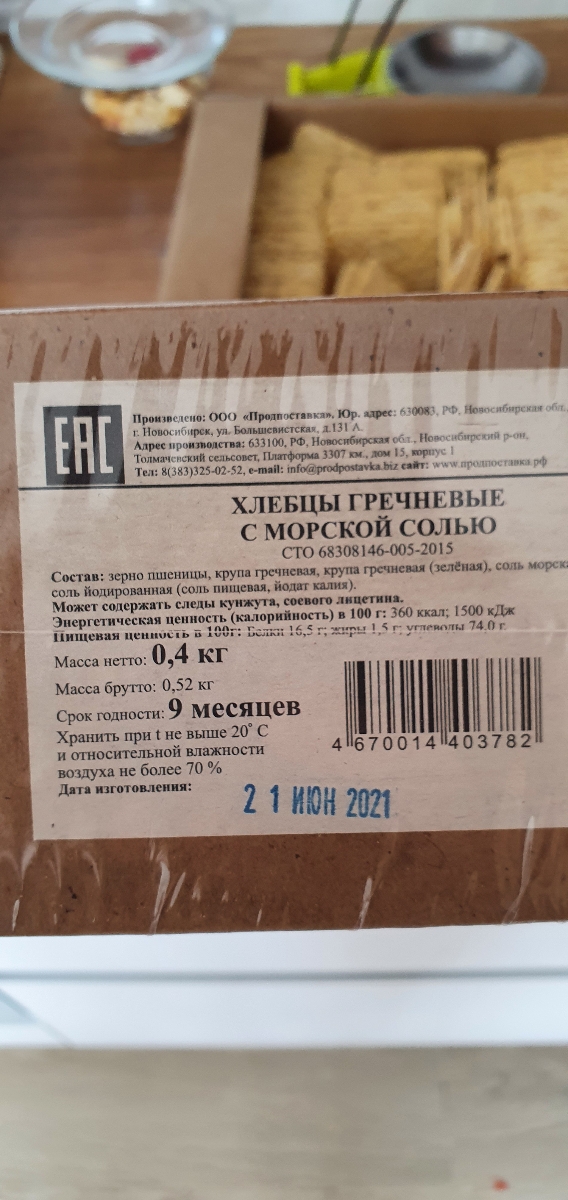 EAC
Произведено: ООО «Продпоставка». Юр. адрес: 630083, РФ, Новосибирская обл.,
г. Новосибирск, ул. Большевистская, д.131 А.
Адрес производства: 633100, РФ, Новосибирская обл., Новосибирский р-он,
Толмачевский сельсовет, Платформа 3307 км., дом 15, корпус 1
Тел: 8(383)325-02-52, e-mail: info@prodpostavka.biz сайт: www.продпоставка.рф
ХЛЕБЦЫ ГРЕЧНЕВЫЕ
С МОРСКОЙ СОЛЬЮ
СТО 68308146-005-2015
Состав: зерно пшеницы, крупа гречневая, крупа гречневая (зелёная), соль морска
соль йодированная (соль пищевая, йодат калия).
Может содержать следы кунжута, соевого лицетина.
Энергетическая ценность (калорийность) в 100 г: 360 ккал; 1500 кДж
Пищевая ценность в 100г: Белки 16,5 г; жиры 1,5 г; углеводы 74,0 г.
Масса нетто: 0,4 кг
Масса брутто: 0,52 кг
Срок годности: 9 месяцев
Хранить при t не выше 20° С
и относительной влажности
воздуха не более 70 %
Дата изготовления:
21 ИЮН 2021
4 670014 403782